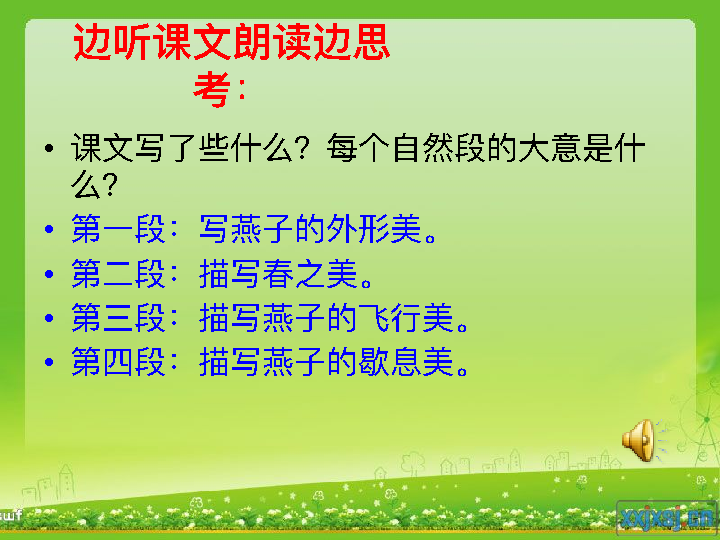 边听课文朗读边思
考：
• 课文写了些什么？每个自然段的大意是什
么？
• 第一段：写燕子的外形美。
• 第二段：描写春之美。
• 第三段：描写燕子的飞行美。
• 第四段：描写燕子的歇息美。
swf
xxjxsj.cn